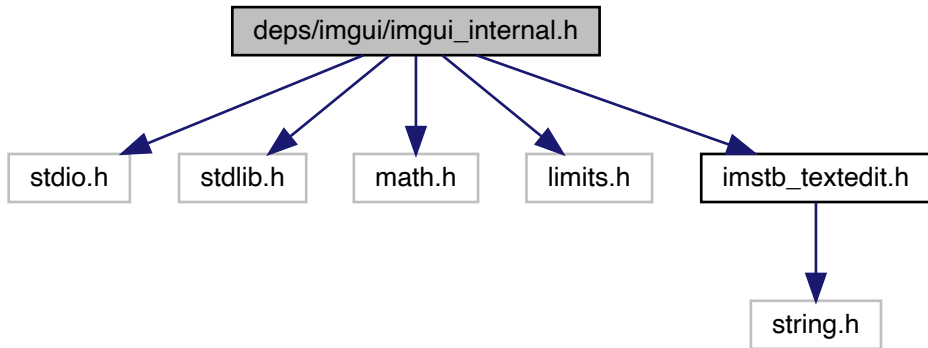 deps/imgui/imgui_internal.h
stdio.h
stdlib.h
math.h
limits.h
imstb_textedit.h
string.h